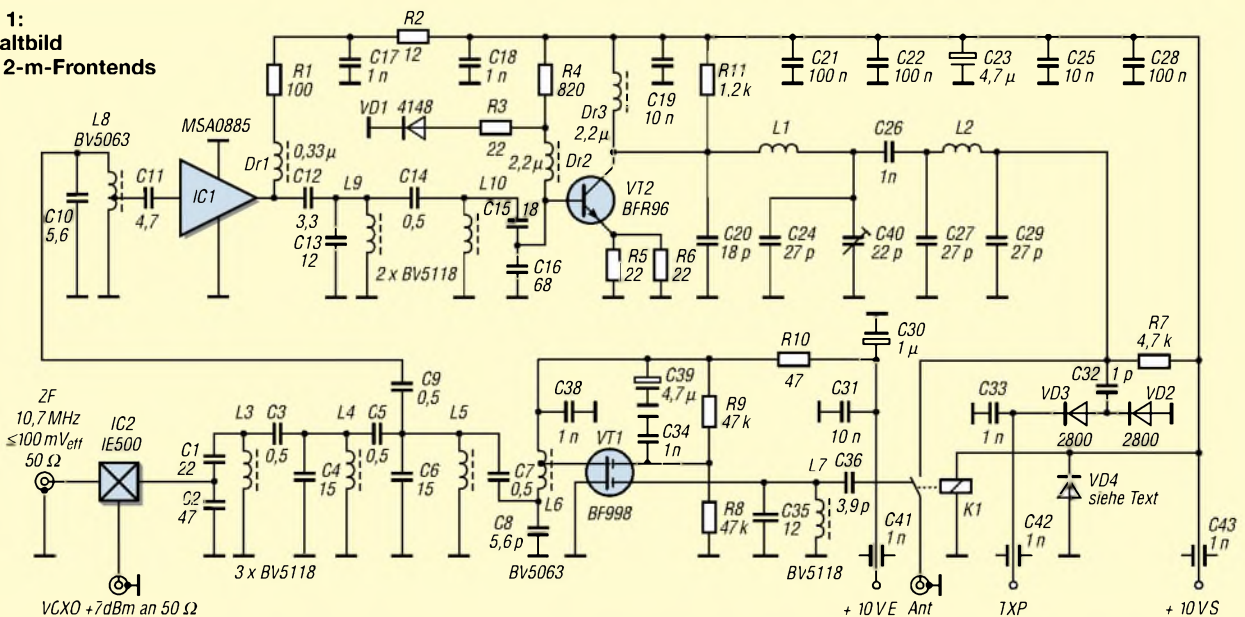 1:
altbild
2-m-Frontends
R2
12
C17
1 n
C18
1 n
R1
100
R4
820
C19
10 n
R11
1,2 k
C21
100 n
C22
100 n
C23
4,7 µ
C25
10 n
C28
100 n
VD1
4148
R3
22
Dr3
2,2 µ
L8
BV5063
MSA0885
Dr1
0,33 µ
2,2 µ
Dr2
L1
C26
1n
L2
C11
4,7
IC1
C12
3,3
L9
C14
0,5
L10
C15
18
VT2
BFR96
C10
5,6
C13
12
2 x BV5118
C16
68
R5
22
R6
22
C20
18 p
C24
27 p
C40
22 p
C27
27 p
C29
27 p
C30
1 µ
R7
4,7 k
R10
47
C9
0,5
C38
1 n
C39
4,7 µ
R9
47 k
C31
10 n
C32
1 p
C33
1 n
VD3
2800
VD2
2800
ZF
10,7 MHz
≤100 mVeff
50 Ω
IC2
IE500
L3
C3
0,5
L4
C5
0,5
L5
C34
1n
VT1
BF998
C1
22
C2
47
C4
15
C6
15
C7
0,5
L6
C8
5,6 p
BV5063
R8
47 k
C35
12
L7
C36
3,9 p
BV5118
K1
VD4
siehe Text
C41
1 n
C42
1 n
C43
1 n
3 x BV5118
VCXO +7dBm an 50 Ω
+ 10 V E
Ant
TXP
+ 10 V S